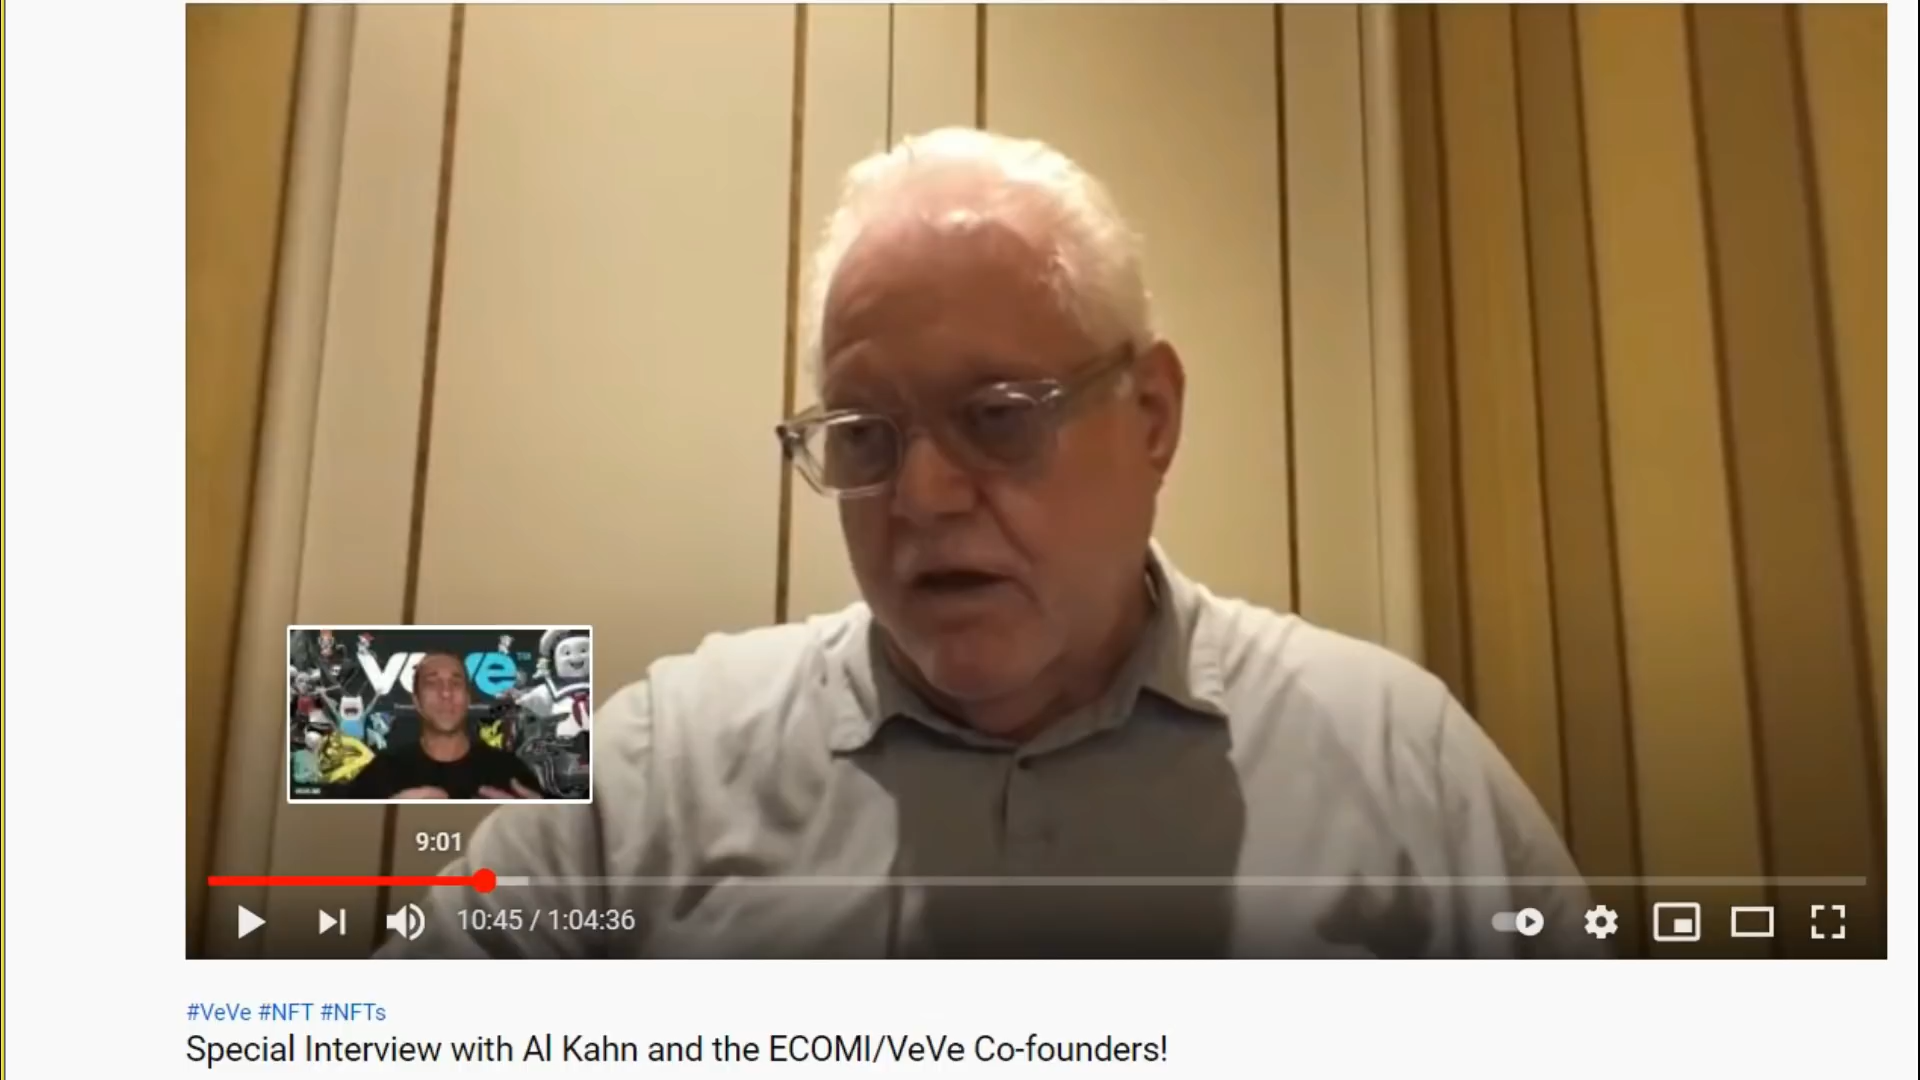 veve™
9:01
10:45 / 1:04:36
#VeVe #NFT #NFTs
Special Interview with Al Kahn and the ECOMI/VeVe Co-founders!